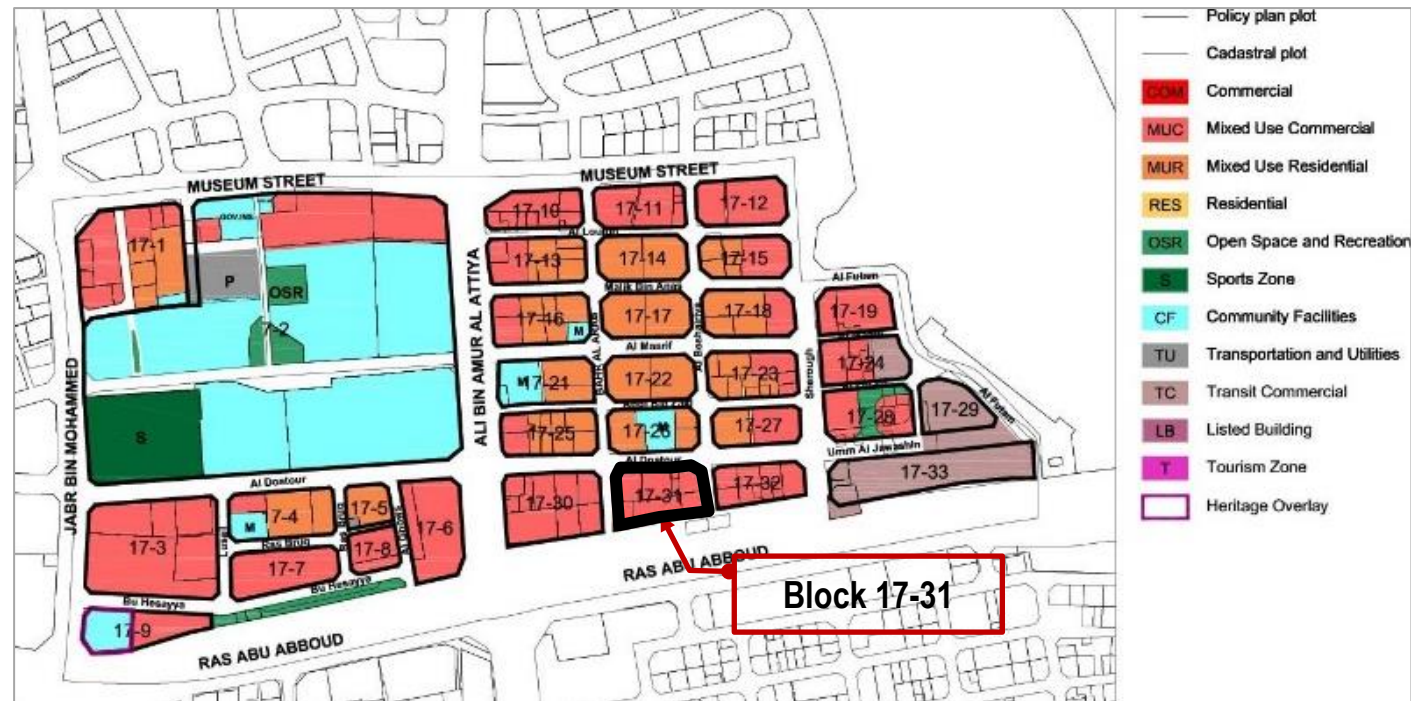 MUSEUM STREET
MUSEUM STREET
17-1
P
OSR
S
JABR BIN MOHAMMED
ALI BIN AMUR AL ATTIYA
17-10
17-11
17-12
17-13
17-14
17-15
Al Futam
17-16
M
17-17
17-18
17-19
Al Masrif
Sherough
17-21
M
17-22
17-23
17-24
17-25
17-26
M
17-27
17-28
17-29
Al Futam
Umm Al Jawashin
17-33
Al Doatour
Al Doatour
17-3
7-4
M
17-5
17-6
Ras Brug
17-7
17-8
Bu Hesayya
Bu Hesayya
17-9
17-30
17-31
17-32
RAS ABU ABBOUD
RAS ABU ABBOUD
Block 17-31
Policy plan plot
Cadastral plot
COM Commercial
MUC Mixed Use Commercial
MUR Mixed Use Residential
RES Residential
OSR Open Space and Recreation
S Sports Zone
CF Community Facilities
TU Transportation and Utilities
TC Transit Commercial
LB Listed Building
T Tourism Zone
Heritage Overlay